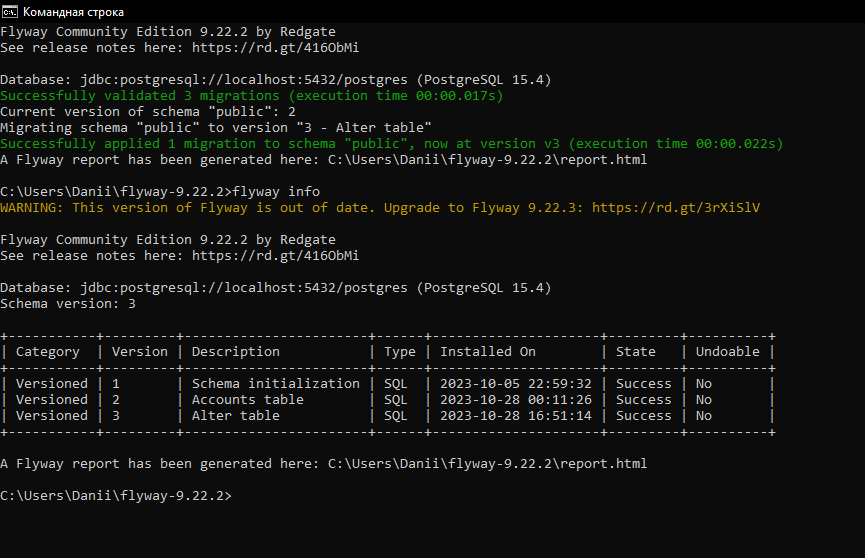 Командная строка
Flyway Community Edition 9.22.2 by Redgate
See release notes here: https://rd.gt/416ObMi
Database: jdbc:postgresql://localhost:5432/postgres (PostgreSQL 15.4)
Successfully validated 3 migrations (execution time 00:00.017s)
Current version of schema "public": 2
Migrating schema "public" to version "3 - Alter table"
Successfully applied 1 migration to schema "public", now at version v3 (execution time 00:00.022s)
A Flyway report has been generated here: C:\Users\Danii\flyway-9.22.2\report.html
C:\Users\Danii\flyway-9.22.2>flyway info
WARNING: This version of Flyway is out of date. Upgrade to Flyway 9.22.3: https://rd.gt/3rXiSlV
Flyway Community Edition 9.22.2 by Redgate
See release notes here: https://rd.gt/416ObMi
Database: jdbc:postgresql://localhost:5432/postgres (PostgreSQL 15.4)
Schema version: 3
+-----------+---------+-----------------------+------+---------------------+---------+----------+
| Category  | Version | Description           | Type | Installed On        | State   | Undoable |
+-----------+---------+-----------------------+------+---------------------+---------+----------+
| Versioned | 1       | Schema initialization | SQL  | 2023-10-05 22:59:32 | Success | No       |
| Versioned | 2       | Accounts table        | SQL  | 2023-10-28 00:11:26 | Success | No       |
| Versioned | 3       | Alter table           | SQL  | 2023-10-28 16:51:14 | Success | No       |
+-----------+---------+-----------------------+------+---------------------+---------+----------+
A Flyway report has been generated here: C:\Users\Danii\flyway-9.22.2\report.html
C:\Users\Danii\flyway-9.22.2>